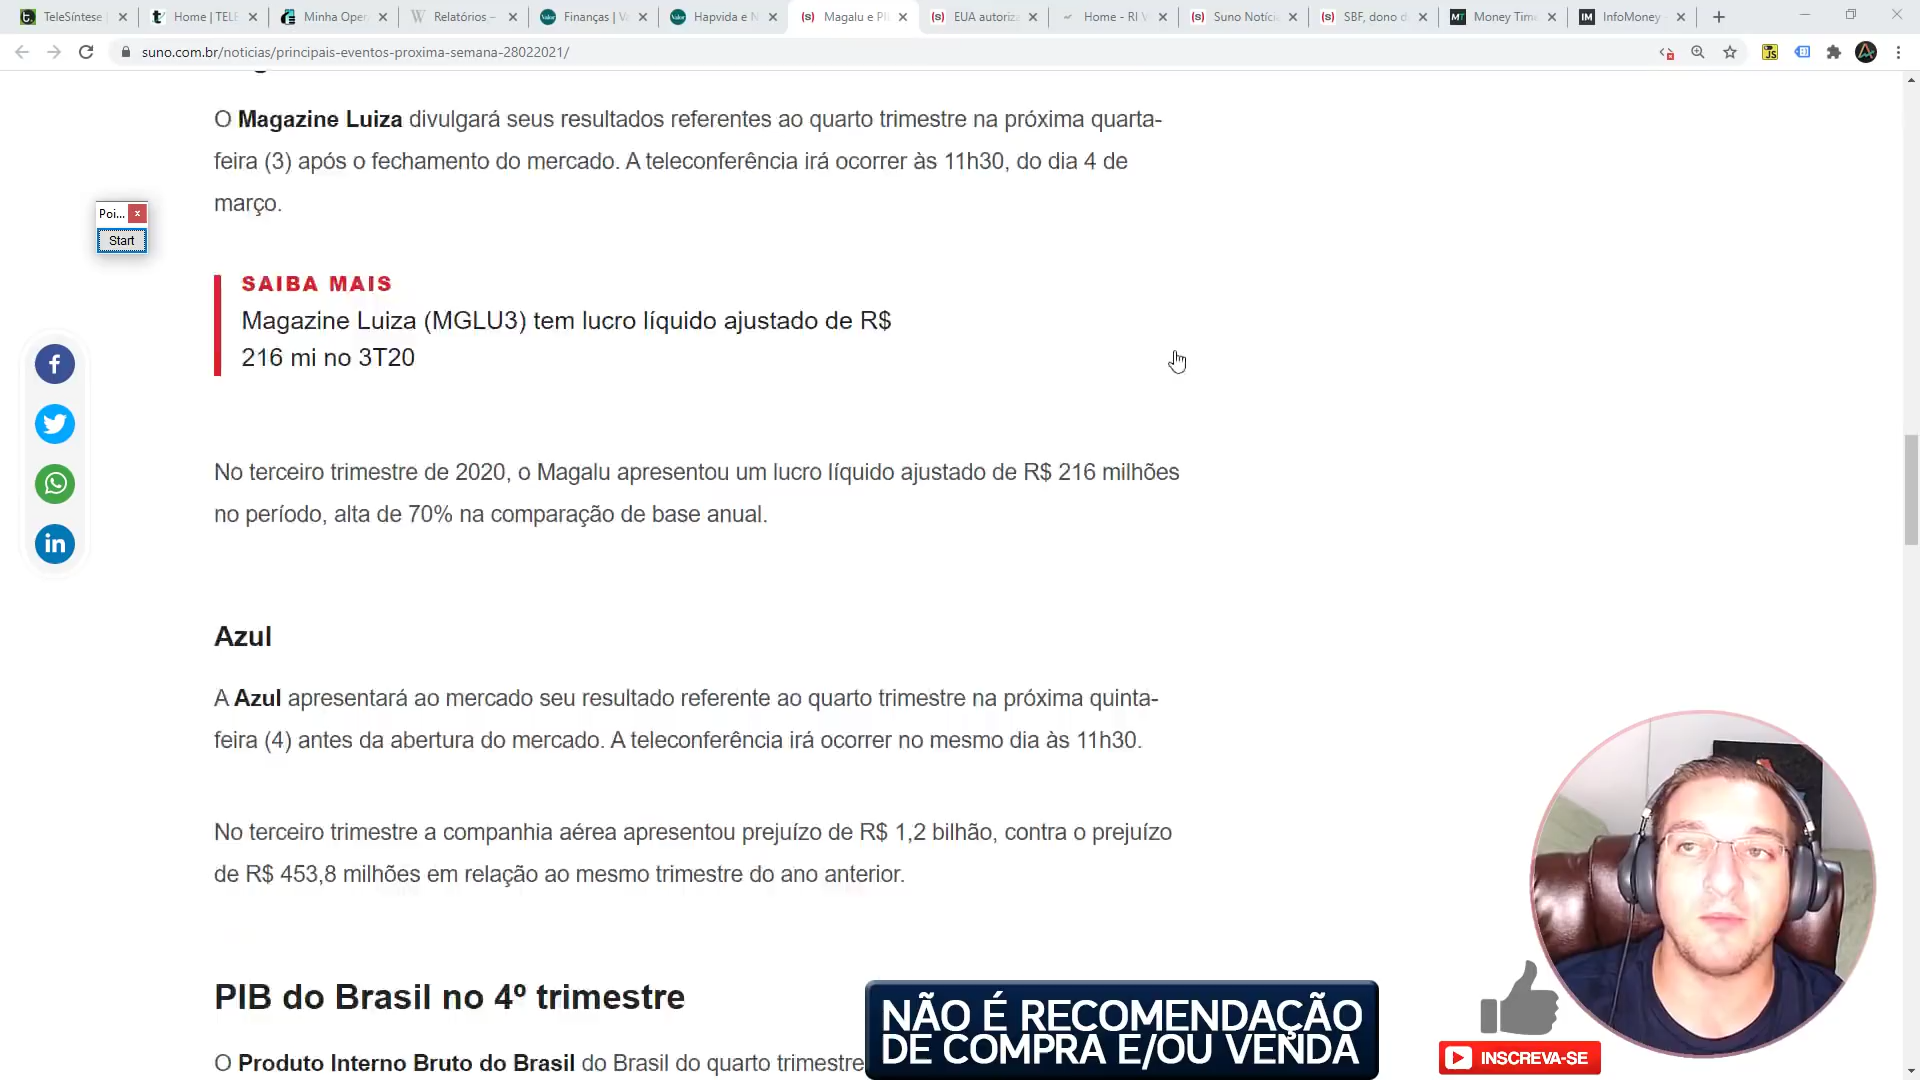 TeleSíntese
Home | TELE
Minha Oper
Relatórios –
Finanças | Va
Hapvida e N
Magalu e PI
EUA autoriza
Home - RI V
Suno Notíci
SBF, dono d
Money Tim
InfoMoney
suno.com.br/noticias/principais-eventos-proxima-semana-28022021/
O Magazine Luiza divulgará seus resultados referentes ao quarto trimestre na próxima quarta-
feira (3) após o fechamento do mercado. A teleconferência irá ocorrer às 11h30, do dia 4 de
março.
Poi...
Start
SAIBA MAIS
Magazine Luiza (MGLU3) tem lucro líquido ajustado de R$
216 mi no 3T20
No terceiro trimestre de 2020, o Magalu apresentou um lucro líquido ajustado de R$ 216 milhões
no período, alta de 70% na comparação de base anual.
Azul
A Azul apresentará ao mercado seu resultado referente ao quarto trimestre na próxima quinta-
feira (4) antes da abertura do mercado. A teleconferência irá ocorrer no mesmo dia às 11h30.
No terceiro trimestre a companhia aérea apresentou prejuízo de R$ 1,2 bilhão, contra o prejuízo
de R$ 453,8 milhões em relação ao mesmo trimestre do ano anterior.
PIB do Brasil no 4º trimestre
O Produto Interno Bruto do Brasil do Brasil do quarto trimestre
NÃO É RECOMENDAÇÃO
DE COMPRA E/OU VENDA
INSCREVA-SE